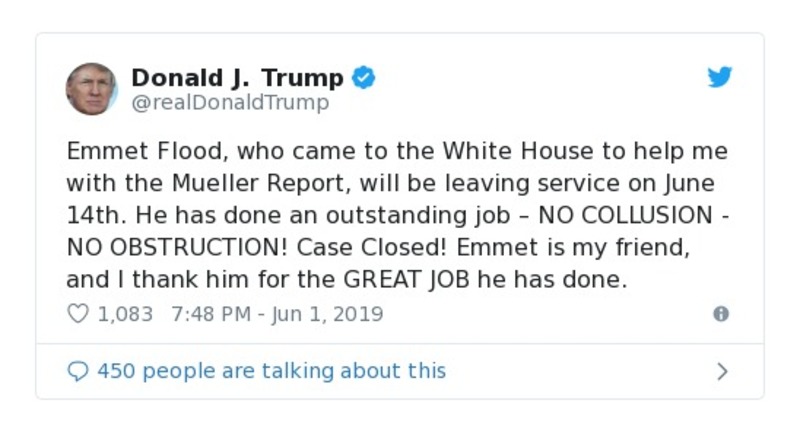 Donald J. Trump
@realDonaldTrump
Emmet Flood, who came to the White House to help me
with the Mueller Report, will be leaving service on June
14th. He has done an outstanding job – NO COLLUSION -
NO OBSTRUCTION! Case Closed! Emmet is my friend,
and I thank him for the GREAT JOB he has done.
1,083 7:48 PM - Jun 1, 2019
450 people are talking about this